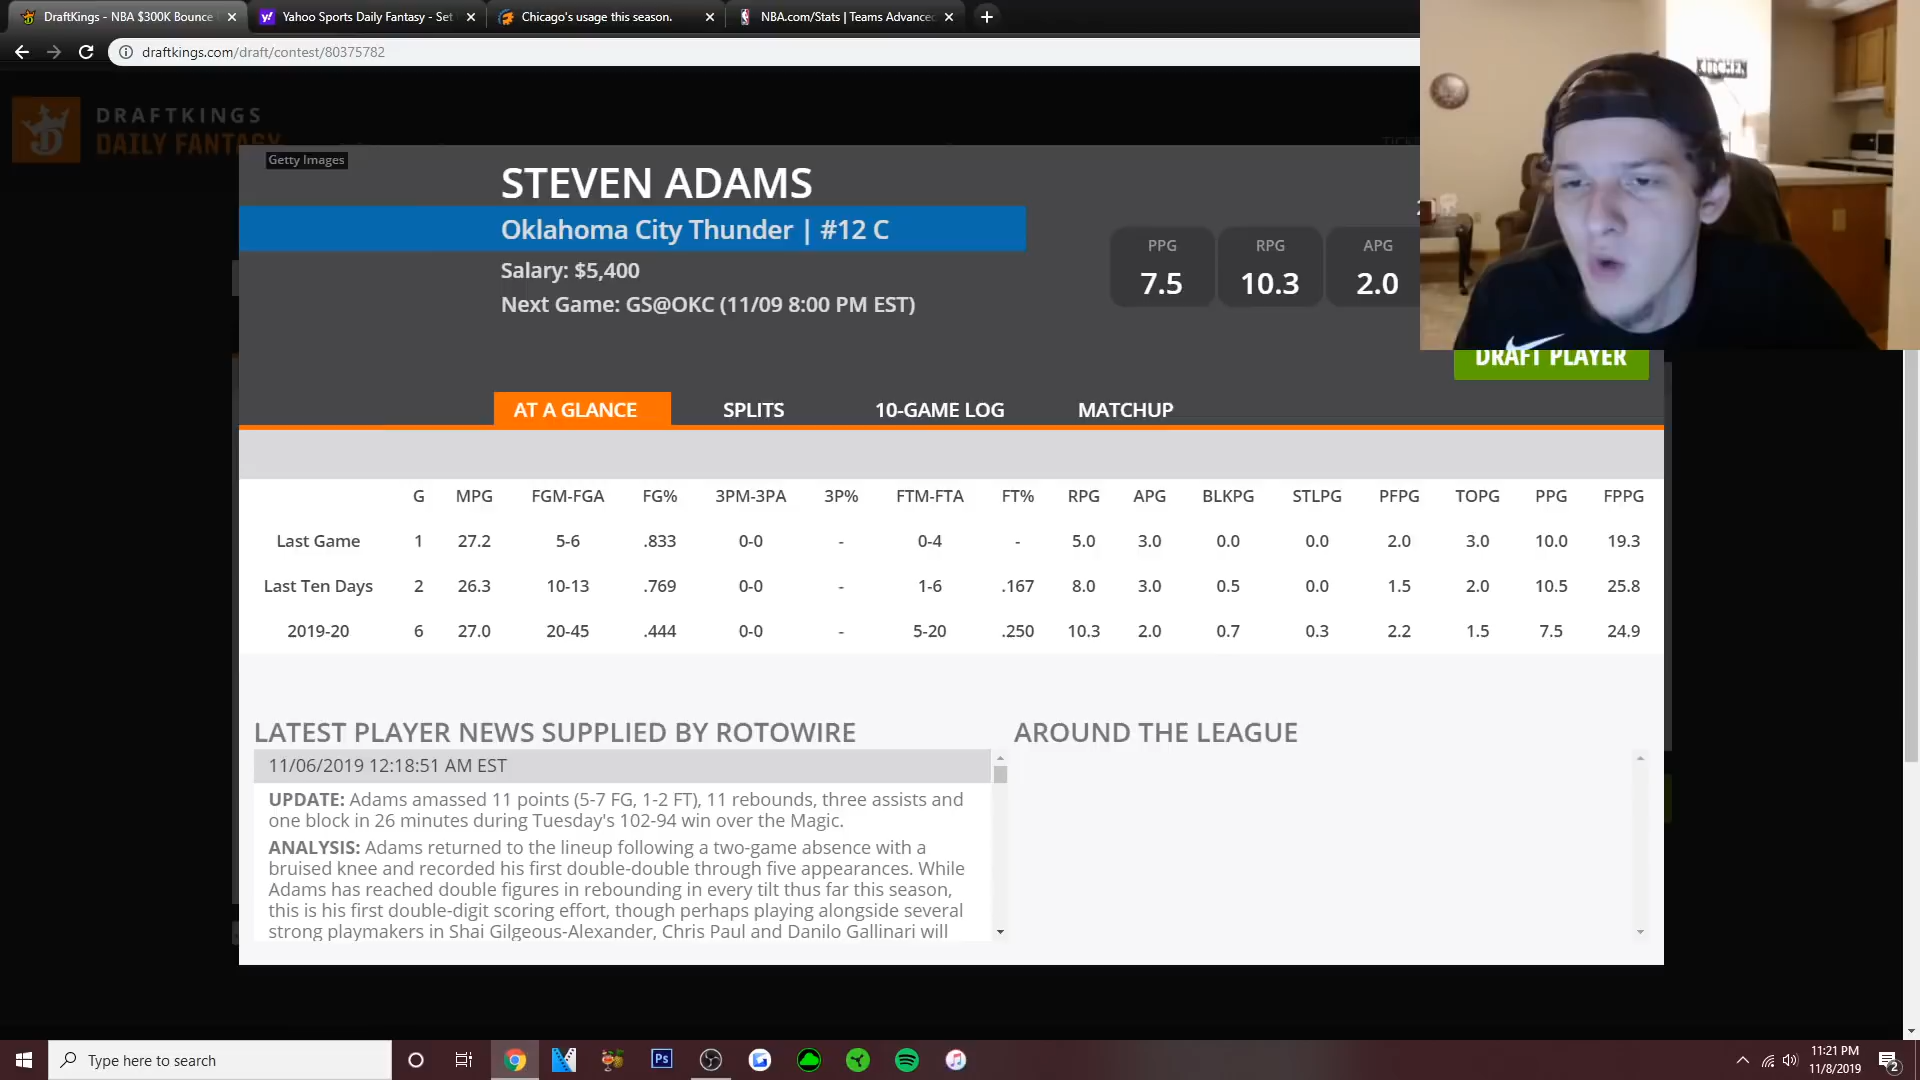 DraftKings - NBA $300K Bounce
Yahoo Sports Daily Fantasy - Set
Chicago's usage this season.
NBA.com/Stats | Teams Advanced
draftkings.com/draft/contest/80375782
DRAFTKINGS
DAILY FANTASY
KITCHEN
Getty Images
STEVEN ADAMS
Oklahoma City Thunder | #12 C
Salary: $5,400
Next Game: GS@OKC (11/09 8:00 PM EST)
PPG RPG APG
7.5 10.3 2.0
DRAFT PLAYER
AT A GLANCE SPLITS 10-GAME LOG MATCHUP
G MPG FGM-FGA FG% 3PM-3PA 3P% FTM-FTA FT% RPG APG BLKPG STLPG PFPG TOPG PPG FPPG
Last Game 1 27.2 5-6 .833 0-0 - 0-4 - 5.0 3.0 0.0 0.0 2.0 3.0 10.0 19.3
Last Ten Days 2 26.3 10-13 .769 0-0 - 1-6 .167 8.0 3.0 0.5 0.0 1.5 2.0 10.5 25.8
2019-20 6 27.0 20-45 .444 0-0 - 5-20 .250 10.3 2.0 0.7 0.3 2.2 1.5 7.5 24.9
LATEST PLAYER NEWS SUPPLIED BY ROTOWIRE
11/06/2019 12:18:51 AM EST
UPDATE: Adams amassed 11 points (5-7 FG, 1-2 FT), 11 rebounds, three assists and
one block in 26 minutes during Tuesday's 102-94 win over the Magic.
ANALYSIS: Adams returned to the lineup following a two-game absence with a
bruised knee and recorded his first double-double through five appearances. While
Adams has reached double figures in rebounding in every tilt thus far this season,
this is his first double-digit scoring effort, though perhaps playing alongside several
strong playmakers in Shai Gilgeous-Alexander, Chris Paul and Danilo Gallinari will
AROUND THE LEAGUE
Type here to search
Ps
11:21 PM
11/8/2019
2